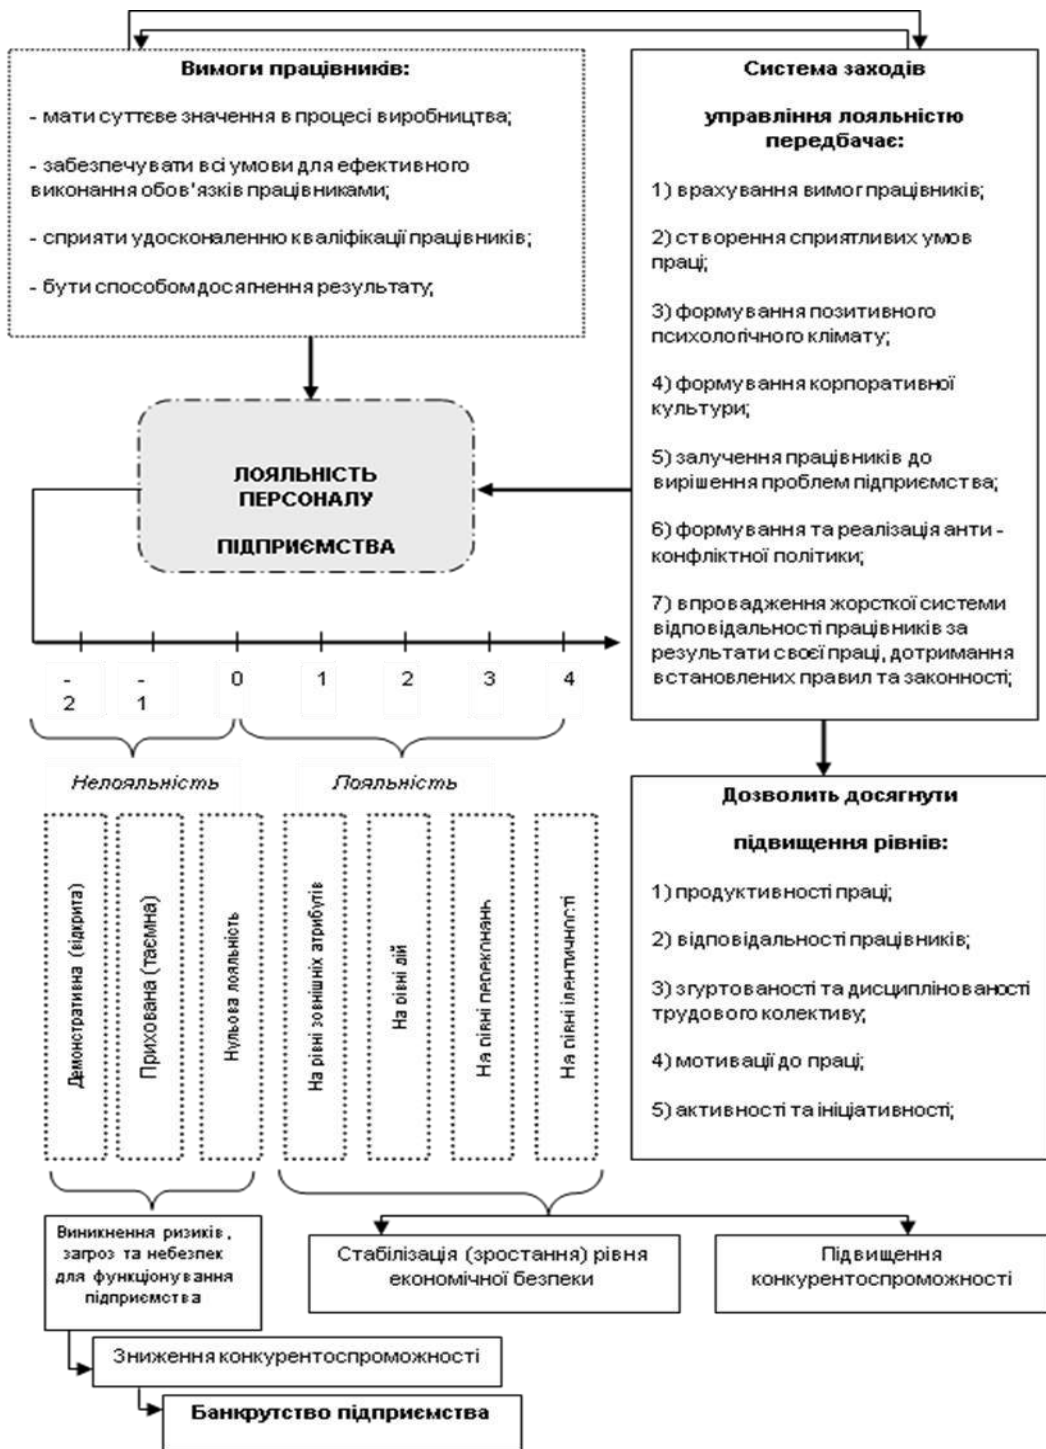 Вимоги працівників:
- мати суттєве значення в процесі виробництва;
- забезпечувати всі умови для ефективного
виконання обов'язків працівниками;
- сприяти удосконаленню кваліфікації працівників;
- бути способом досягнення результату;
Система заходів
управління лояльністю
передбачає:
1) врахування вимог працівників;
2) створення сприятливих умов
праці;
3) формування позитивного
психологічного клімату;
4) формування корпоративної
культури;
5) залучення працівників до
вирішення проблем підприємства;
6) формування та реалізація анти -
конфліктної політики;
7) впровадження жорсткої системи
відповідальності працівників за
результати своєї праці, дотримання
встановлених правил та законності;
ЛОЯЛЬНІСТЬ
ПЕРСОНАЛУ
ПІДПРИЄМСТВА
- 2
- 1
0
1
2
3
4
Нелояльність
Лояльність
Демонстративна (відкрита)
Прихована (таємна)
Нульова лояльність
На рівні зовнішніх атрибутів
На рівні дій
На рівні переконань
На рівні ідентичності
Дозволить досягнути
підвищення рівнів:
1) продуктивності праці;
2) відповідальності працівників;
3) згуртованості та дисциплінованості
трудового колективу;
4) мотивації до праці;
5) активності та ініціативності;
Виникнення ризиків,
загроз та небезпек
для функціонування
підприємства
Стабілізація (зростання) рівня
економічної безпеки
Підвищення
конкурентоспроможності
Зниження конкурентоспроможності
Банкрутство підприємства